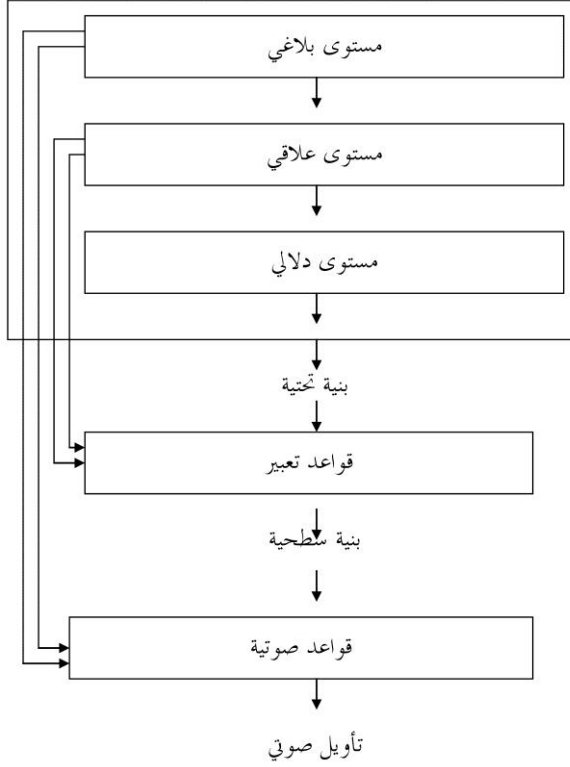 مستوى بلاغي
مستوى علاقي
مستوى دلالي
بنية تحتية
قواعد تعبير
بنية سطحية
قواعد صوتية
تأويل صوتي